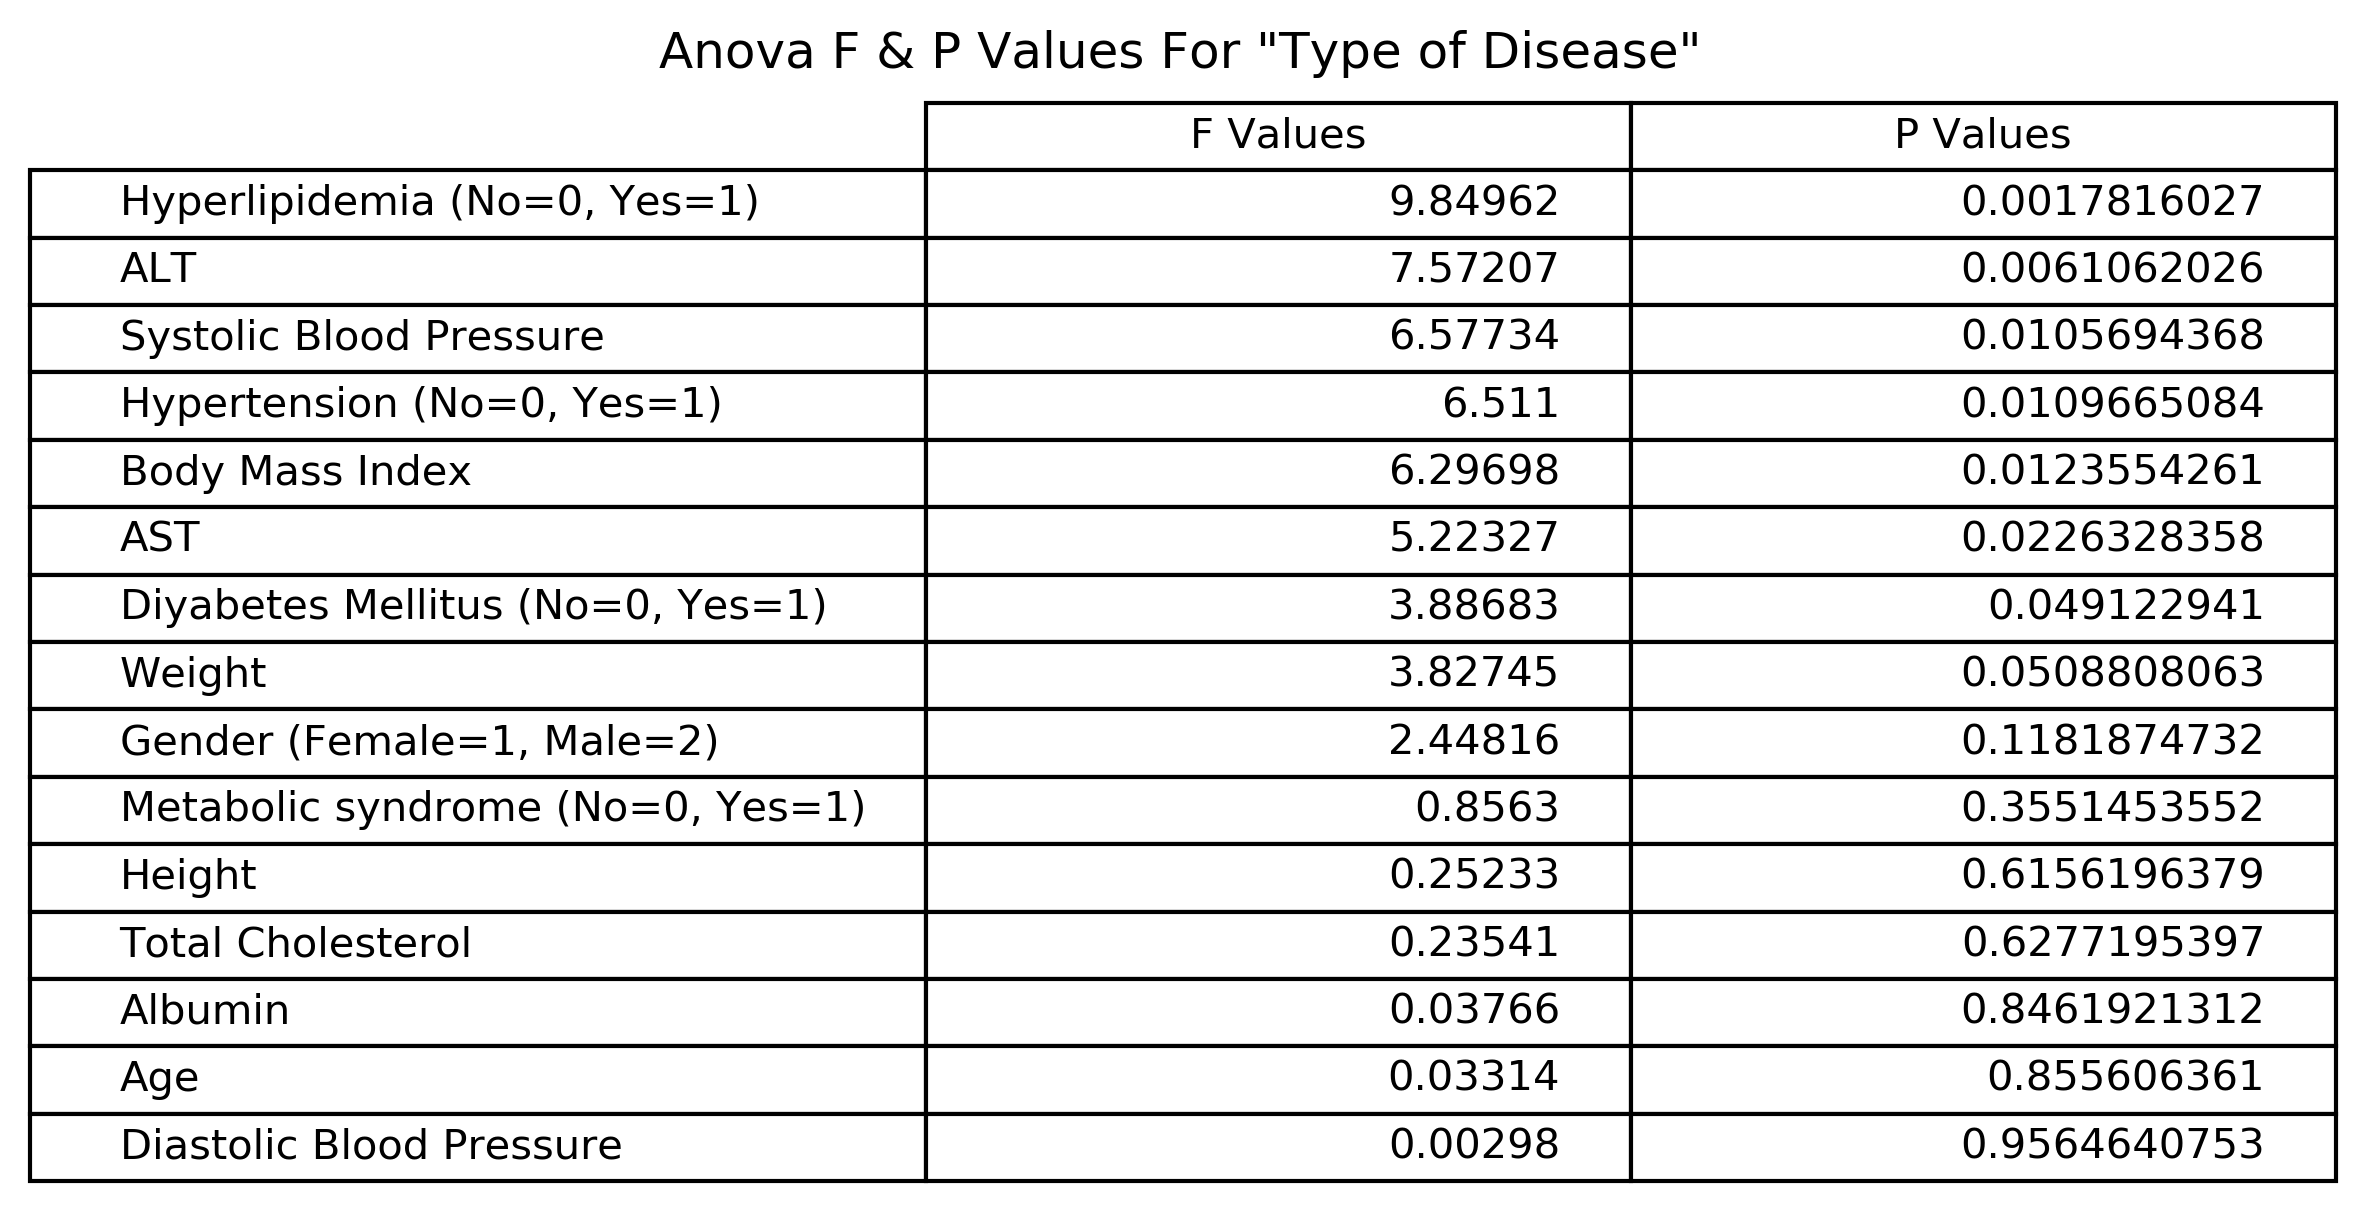 Anova F & P Values For "Type of Disease"
F Values P Values
Hyperlipidemia (No=0, Yes=1) 9.84962 0.0017816027
ALT 7.57207 0.0061062026
Systolic Blood Pressure 6.57734 0.0105694368
Hypertension (No=0, Yes=1) 6.511 0.0109665084
Body Mass Index 6.29698 0.0123554261
AST 5.22327 0.0226328358
Diyabetes Mellitus (No=0, Yes=1) 3.88683 0.049122941
Weight 3.82745 0.0508808063
Gender (Female=1, Male=2) 2.44816 0.1181874732
Metabolic syndrome (No=0, Yes=1) 0.8563 0.3551453552
Height 0.25233 0.6156196379
Total Cholesterol 0.23541 0.6277195397
Albumin 0.03766 0.8461921312
Age 0.03314 0.855606361
Diastolic Blood Pressure 0.00298 0.9564640753